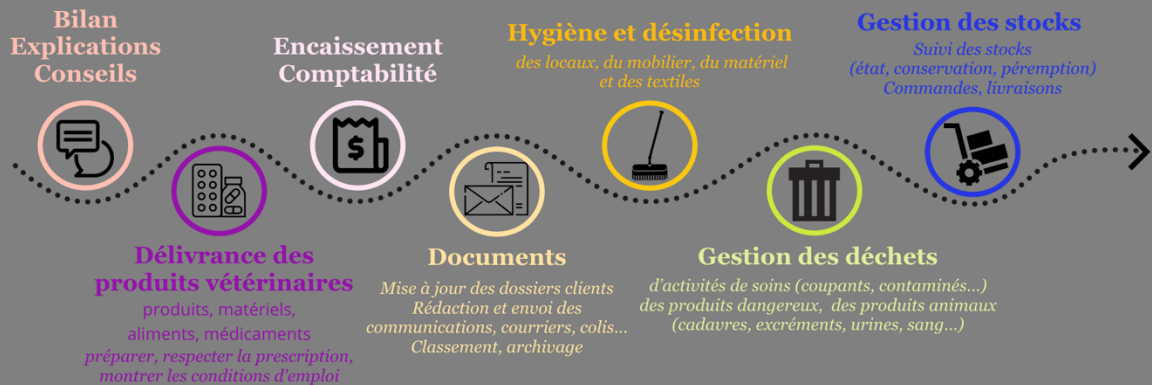 Bilan
Explications
Conseils
Délivrance des
produits vétérinaires
produits, matériels,
aliments, médicaments
préparer, respecter la prescription,
montrer les conditions d'emploi
Encaissement
Comptabilité
$
Documents
Mise à jour des dossiers clients
Rédaction et envoi des
communications, courriers, colis...
Classement, archivage
Hygiène et désinfection
des locaux, du mobilier, du matériel
et des textiles
Gestion des déchets
d'activités de soins (coupants, contaminés...)
des produits dangereux, des produits animaux
(cadavres, excréments, urines, sang...)
Gestion des stocks
Suivi des stocks
(état, conservation, péremption)
Commandes, livraisons